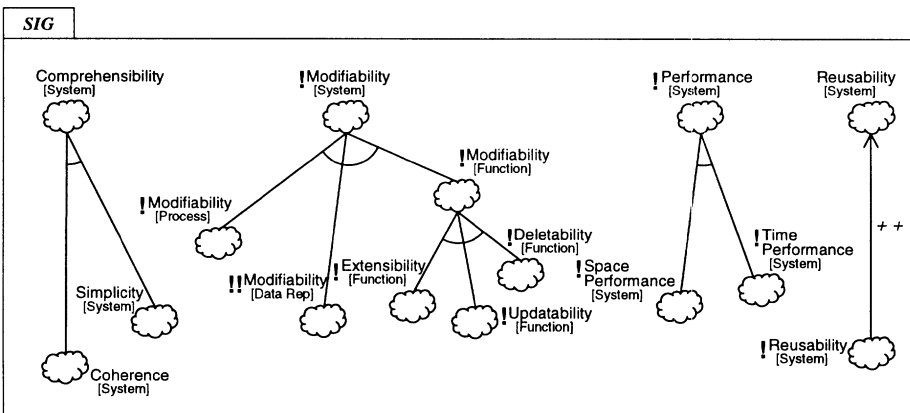 SIG
Comprehensibility
[System]
!Modifiability
[System]
!Performance
[System]
Reusability
[System]
!Modifiability
[Function]
!Modifiability
[Process]
!Deletability
[Function]
!Time
Performance
[System]
++
!!Modifiability
[Data Rep]
!Extensibility
[Function]
!Space
Performance
[System]
Simplicity
[System]
!Updatability
[Function]
!Reusability
[System]
Coherence
[System]